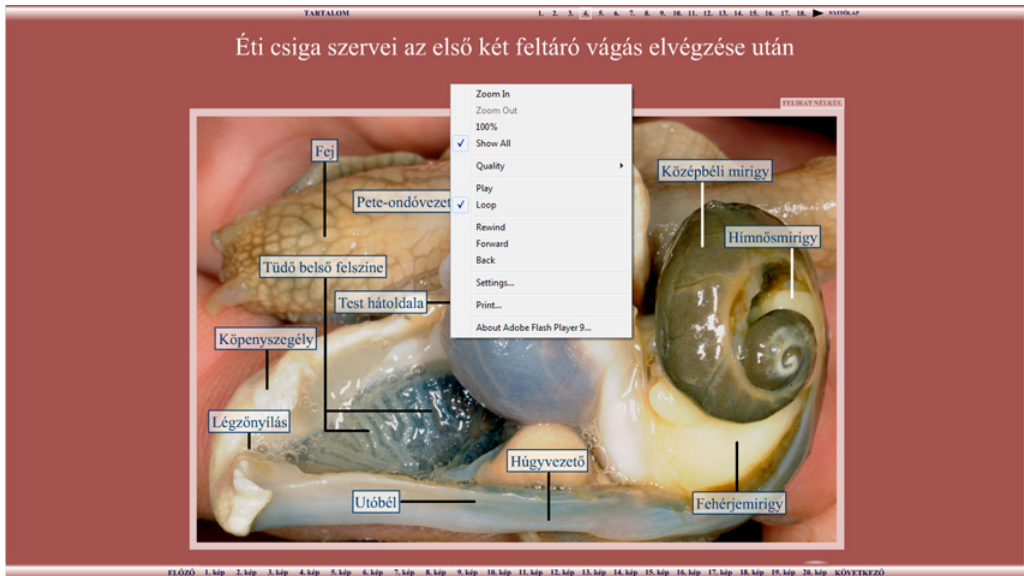 TARTALOM
1. 2. 3. 4. 5. 6. 7. 8. 9. 10. 11. 12. 13. 14. 15. 16. 17. 18. NYITÓLAP
Éti csiga szervei az első két feltáró vágás elvégzése után
FELIRAT NÉLKÜL
Zoom In
Zoom Out
100%
Show All
Quality
Play
Loop
Rewind
Forward
Back
Settings...
Print...
About Adobe Flash Player 9...
Fej
Pete-ondóvezet
Középbéli mirigy
Hímnősmirigy
Tüdő belső felszíne
Test hátoldala
Köpenyszegély
Légzőnyílás
Húgyvezető
Utóbél
Fehérjemirigy
ELŐZŐ 1. kép 2. kép 3. kép 4. kép 5. kép 6. kép 7. kép 8. kép 9. kép 10. kép 11. kép 12. kép 13. kép 14. kép 15. kép 16. kép 17. kép 18. kép 19. kép 20. kép KÖVETKEZŐ